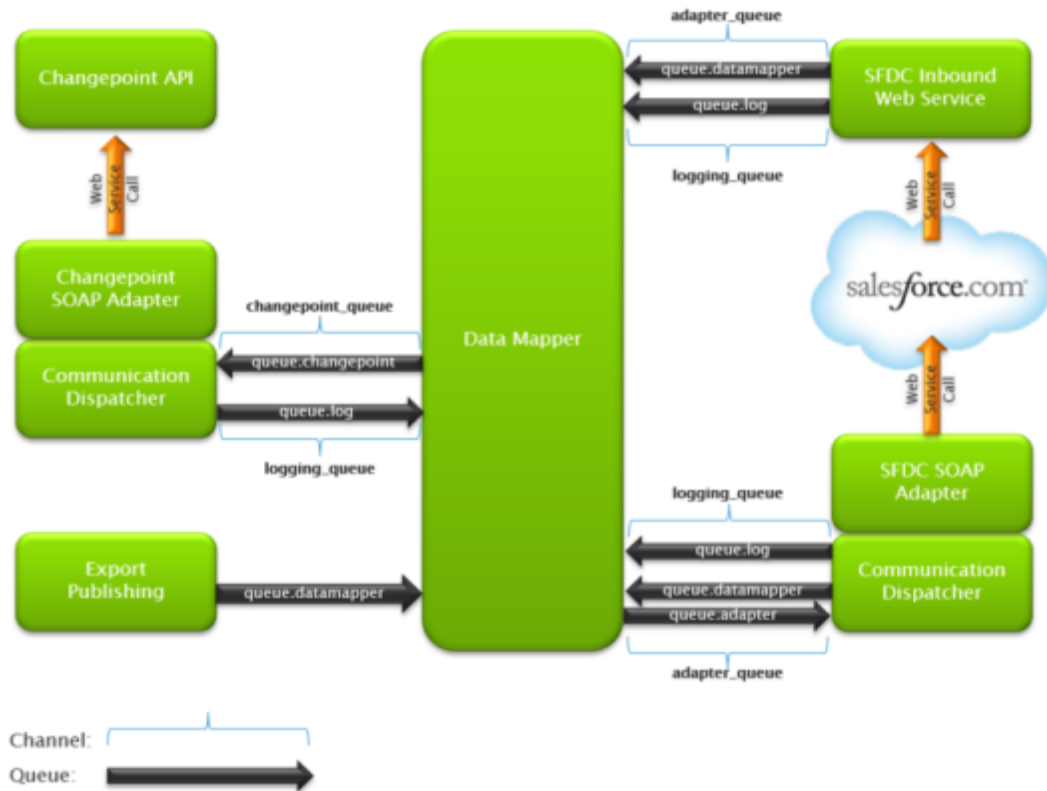 adapter_queue
Changepoint API
queue.datamapper
SFDC Inbound
Web Service
queue.log
logging_queue
Web
Service
Call
Web
Service
Call
Changepoint
SOAP Adapter
salesforce.com
changepoint_queue
Data Mapper
queue.changepoint
Communication
Dispatcher
queue.log
Web
Service
Call
logging_queue
SFDC SOAP
Adapter
logging_queue
queue.log
Export
Publishing
queue.datamapper
queue.datamapper
Communication
Dispatcher
queue.adapter
adapter_queue
Channel:
Queue: